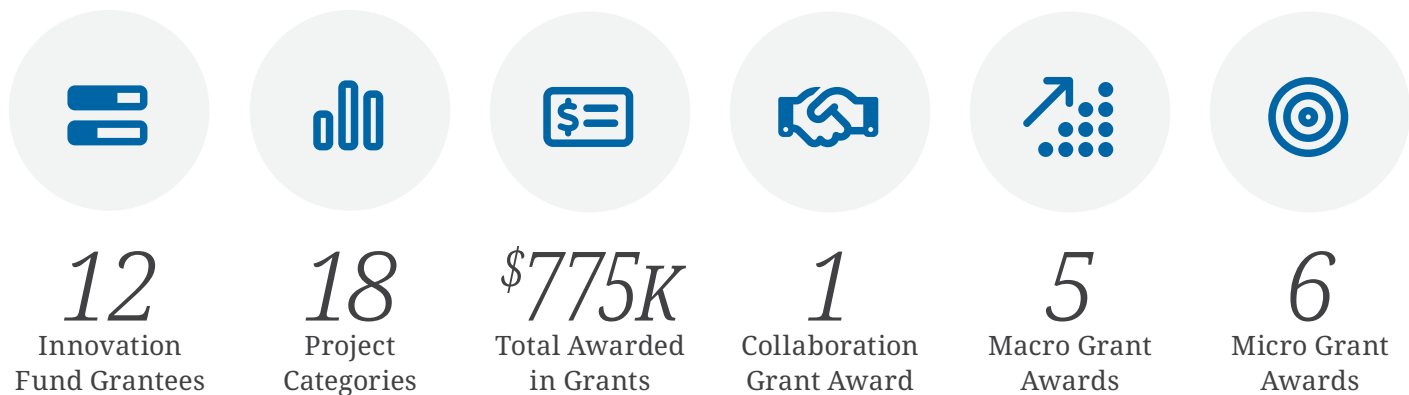 12
Innovation
Fund Grantees
18
Project
Categories
$775K
Total Awarded
in Grants
1
Collaboration
Grant Award
5
Macro Grant
Awards
6
Micro Grant
Awards